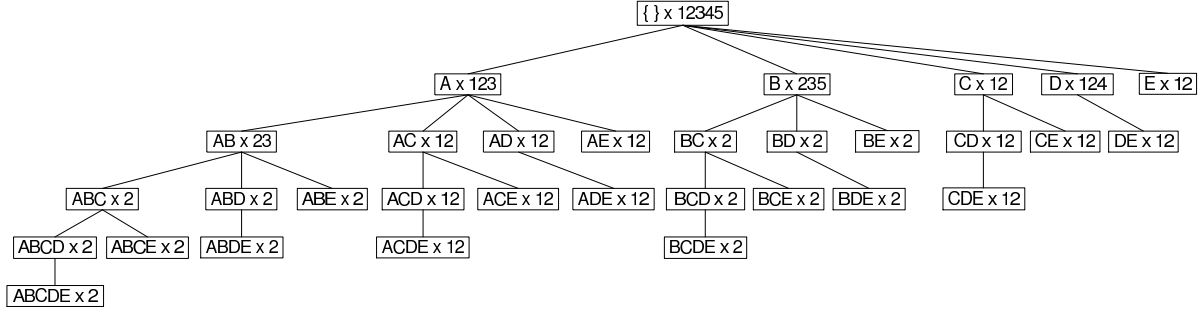 { } x 12345
A x 123
B x 235
C x 12
D x 124
E x 12
AB x 23
AC x 12
AD x 12
AE x 12
BC x 2
BD x 2
BE x 2
CD x 12
CE x 12
DE x 12
ABC x 2
ABD x 2
ABE x 2
ACD x 12
ACE x 12
ADE x 12
BCD x 2
BCE x 2
BDE x 2
CDE x 12
ABCD x 2
ABCE x 2
ABDE x 2
ACDE x 12
BCDE x 2
ABCDE x 2